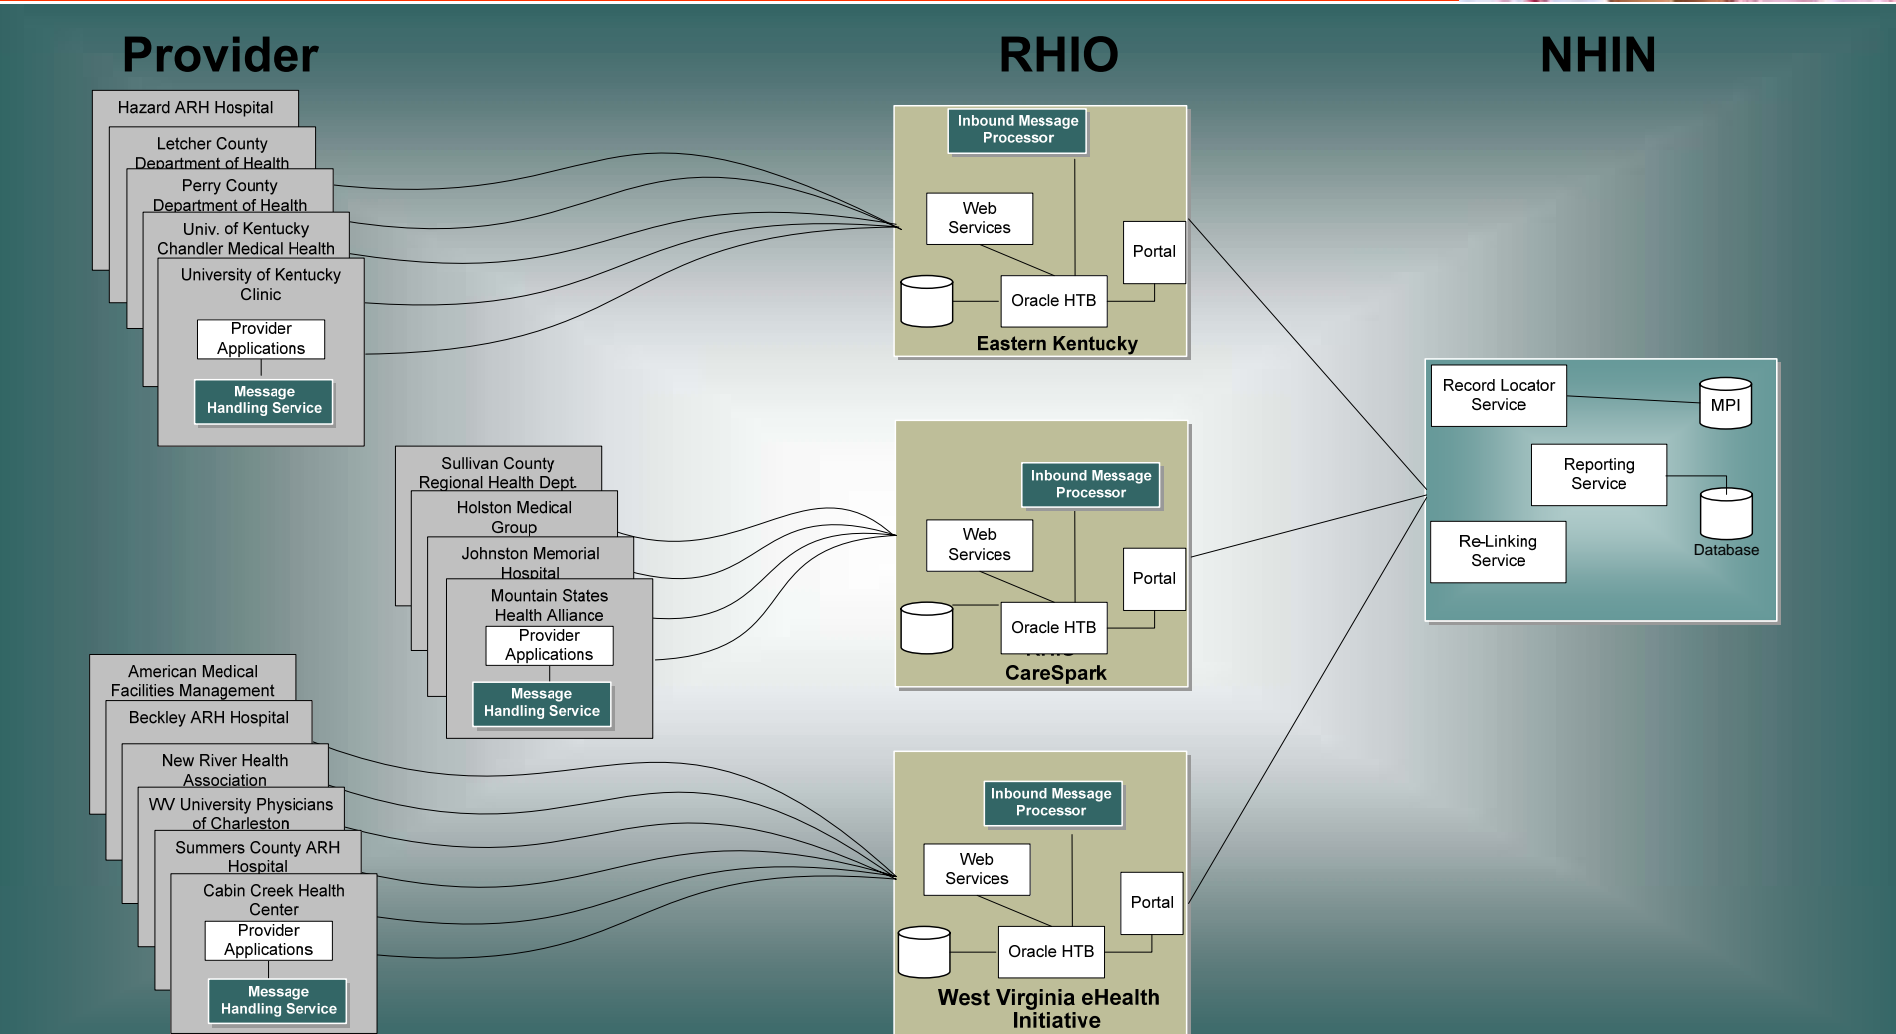 Provider
RHIO
NHIN
Hazard ARH Hospital
Letcher County
Department of Health
Perry County
Department of Health
Univ. of Kentucky
Chandler Medical Health
University of Kentucky
Clinic
Provider
Applications
Message
Handling Service
Sullivan County
Regional Health Dept.
Holston Medical
Group
Johnston Memorial
Hospital
Mountain States
Health Alliance
Provider
Applications
Message
Handling Service
American Medical
Facilities Management
Beckley ARH Hospital
New River Health
Association
WV University Physicians
of Charleston
Summers County ARH
Hospital
Cabin Creek Health
Center
Provider
Applications
Message
Handling Service
Inbound Message
Processor
Web
Services
Portal
Oracle HTB
Eastern Kentucky
Inbound Message
Processor
Web
Services
Portal
Oracle HTB
RHIO
CareSpark
Inbound Message
Processor
Web
Services
Portal
Oracle HTB
West Virginia eHealth
Initiative
Record Locator
Service
MPI
Reporting
Service
Re-Linking
Service
Database